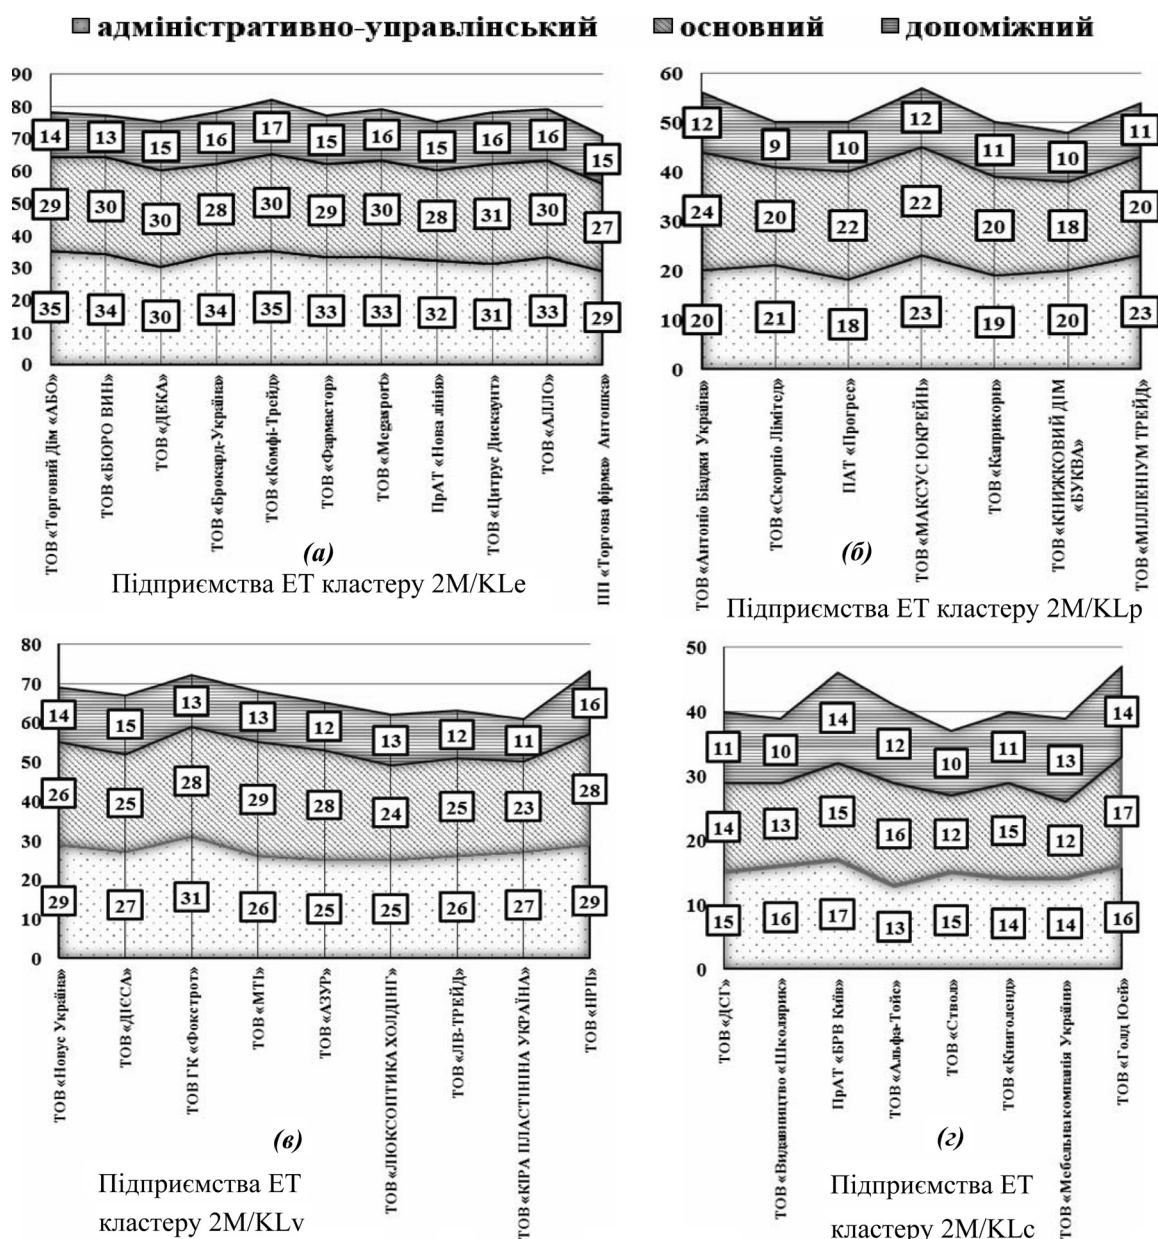 адміністративно-управлінський основний допоміжний
90
80
70
60
50
40
30
20
10
0
14 13 15 16 17 15 16 15 16 16 15
29 30 30 28 30 29 30 28 31 30 27
35 34 30 34 35 33 33 32 31 33 29
ТОВ «Торговий Дім «АБО»
ТОВ «БЮРО ВИН»
ТОВ «ДЕКА»
ТОВ «Брокард-Україна»
ТОВ «Комфі-Трейд»
ТОВ «Фармастор»
ТОВ «Megasport»
ПрАТ «Нова лінія»
ТОВ «Цитрус Дискаунт»
ТОВ «АЛЛО»
ПП «Торгова фірма» Антошка»
(а)
Підприємства ЕТ кластеру 2М/KLe
60
50
40
30
20
10
0
12 9 10 12 11 10 11
24 20 22 22 20 18 20
20 21 18 23 19 20 23
ТОВ «Антоніо Біаджи Україна»
ТОВ «Скорпіо Лімітед»
ПАТ «Прогрес»
ТОВ «МАКСУС ЮКРЕЙН»
ТОВ «Каприкорн»
ТОВ «КНИЖКОВИЙ ДІМ
«БУКВА»
ТОВ «МІЛЛЕНІУМ ТРЕЙД»
(б)
Підприємства ЕТ кластеру 2М/KLp
80
70
60
50
40
30
20
10
0
14 15 13 13 12 13 12 11 16
26 25 28 29 28 24 25 23 28
29 27 31 26 25 25 26 27 29
ТОВ «Новус Україна»
ТОВ «ДІЄСА»
ТОВ ГК «Фокстрот»
ТОВ «МТІ»
ТОВ «АЗУР»
ТОВ «ЛЮКСОПТИКА ХОЛДІНГ»
ТОВ «ЛВ-ТРЕЙД»
ТОВ «КІРА ПЛАСТІНІНА УКРАЇНА»
ТОВ «НРП»
(в)
Підприємства ЕТ
кластеру 2М/KLv
50
40
30
20
10
0
11 10 14 12 10 11 13 14
14 13 15 16 12 15 12 17
15 16 17 13 15 14 14 16
ТОВ «ДСГ»
ТОВ «Видавництво «Школярик»
ПрАТ «БРВ Київ»
ТОВ «Альфа-Тойс»
ТОВ «Ствол»
ТОВ «Книголенд»
ТОВ «Мебельна компанія України»
ТОВ «Голд Юей»
(г)
Підприємства ЕТ
кластеру 2М/KLc